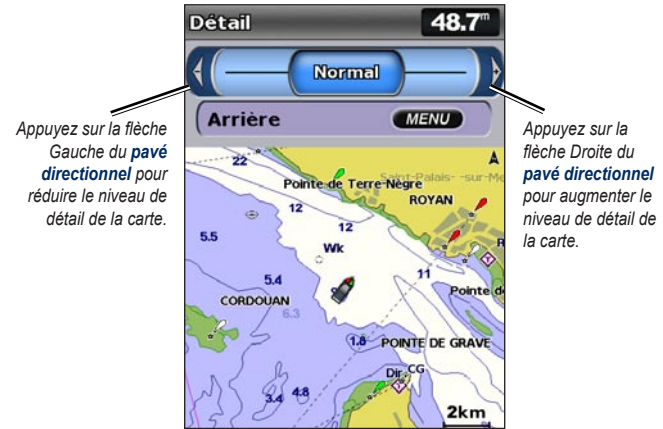 Détail
48.7m
Normal
Arrière
MENU
Appuyez sur la flèche
Gauche du pavé
directionnel pour
réduire le niveau de
détail de la carte.
Appuyez sur la
flèche Droite du
pavé directionnel
pour augmenter le
niveau de détail de
la carte.
22
Saint-Palais- -sur-Me
Pointe de Terre-Nègre
ROYAN
12
12
5.5
Wk
R
11
5.4
Pointe d
CORDOUAN
6.3
1.8
POINTE DE GRAVE
Dir CG
3.4
4.8
2km